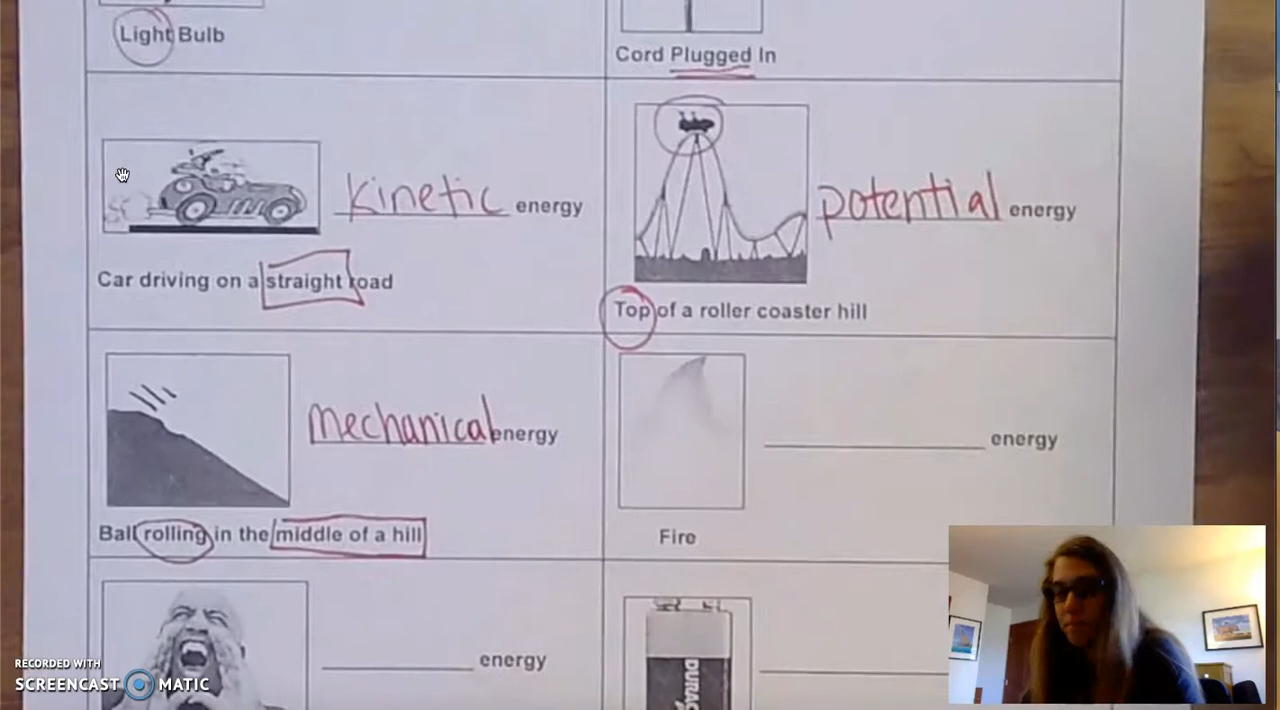 Light Bulb
Cord Plugged In
kinetic energy
potential energy
Car driving on a straight road
Top of a roller coaster hill
mechanical energy
energy
Ball rolling in the middle of a hill
Fire
energy
RECORDED WITH
SCREENCAST MATIC